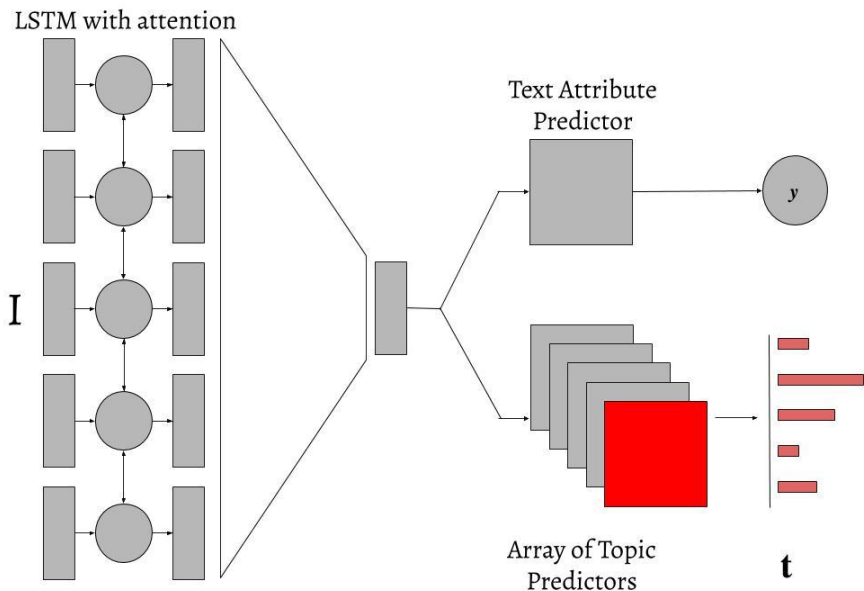 LSTM with attention
I
Text Attribute
Predictor
y
Array of Topic
Predictors
t